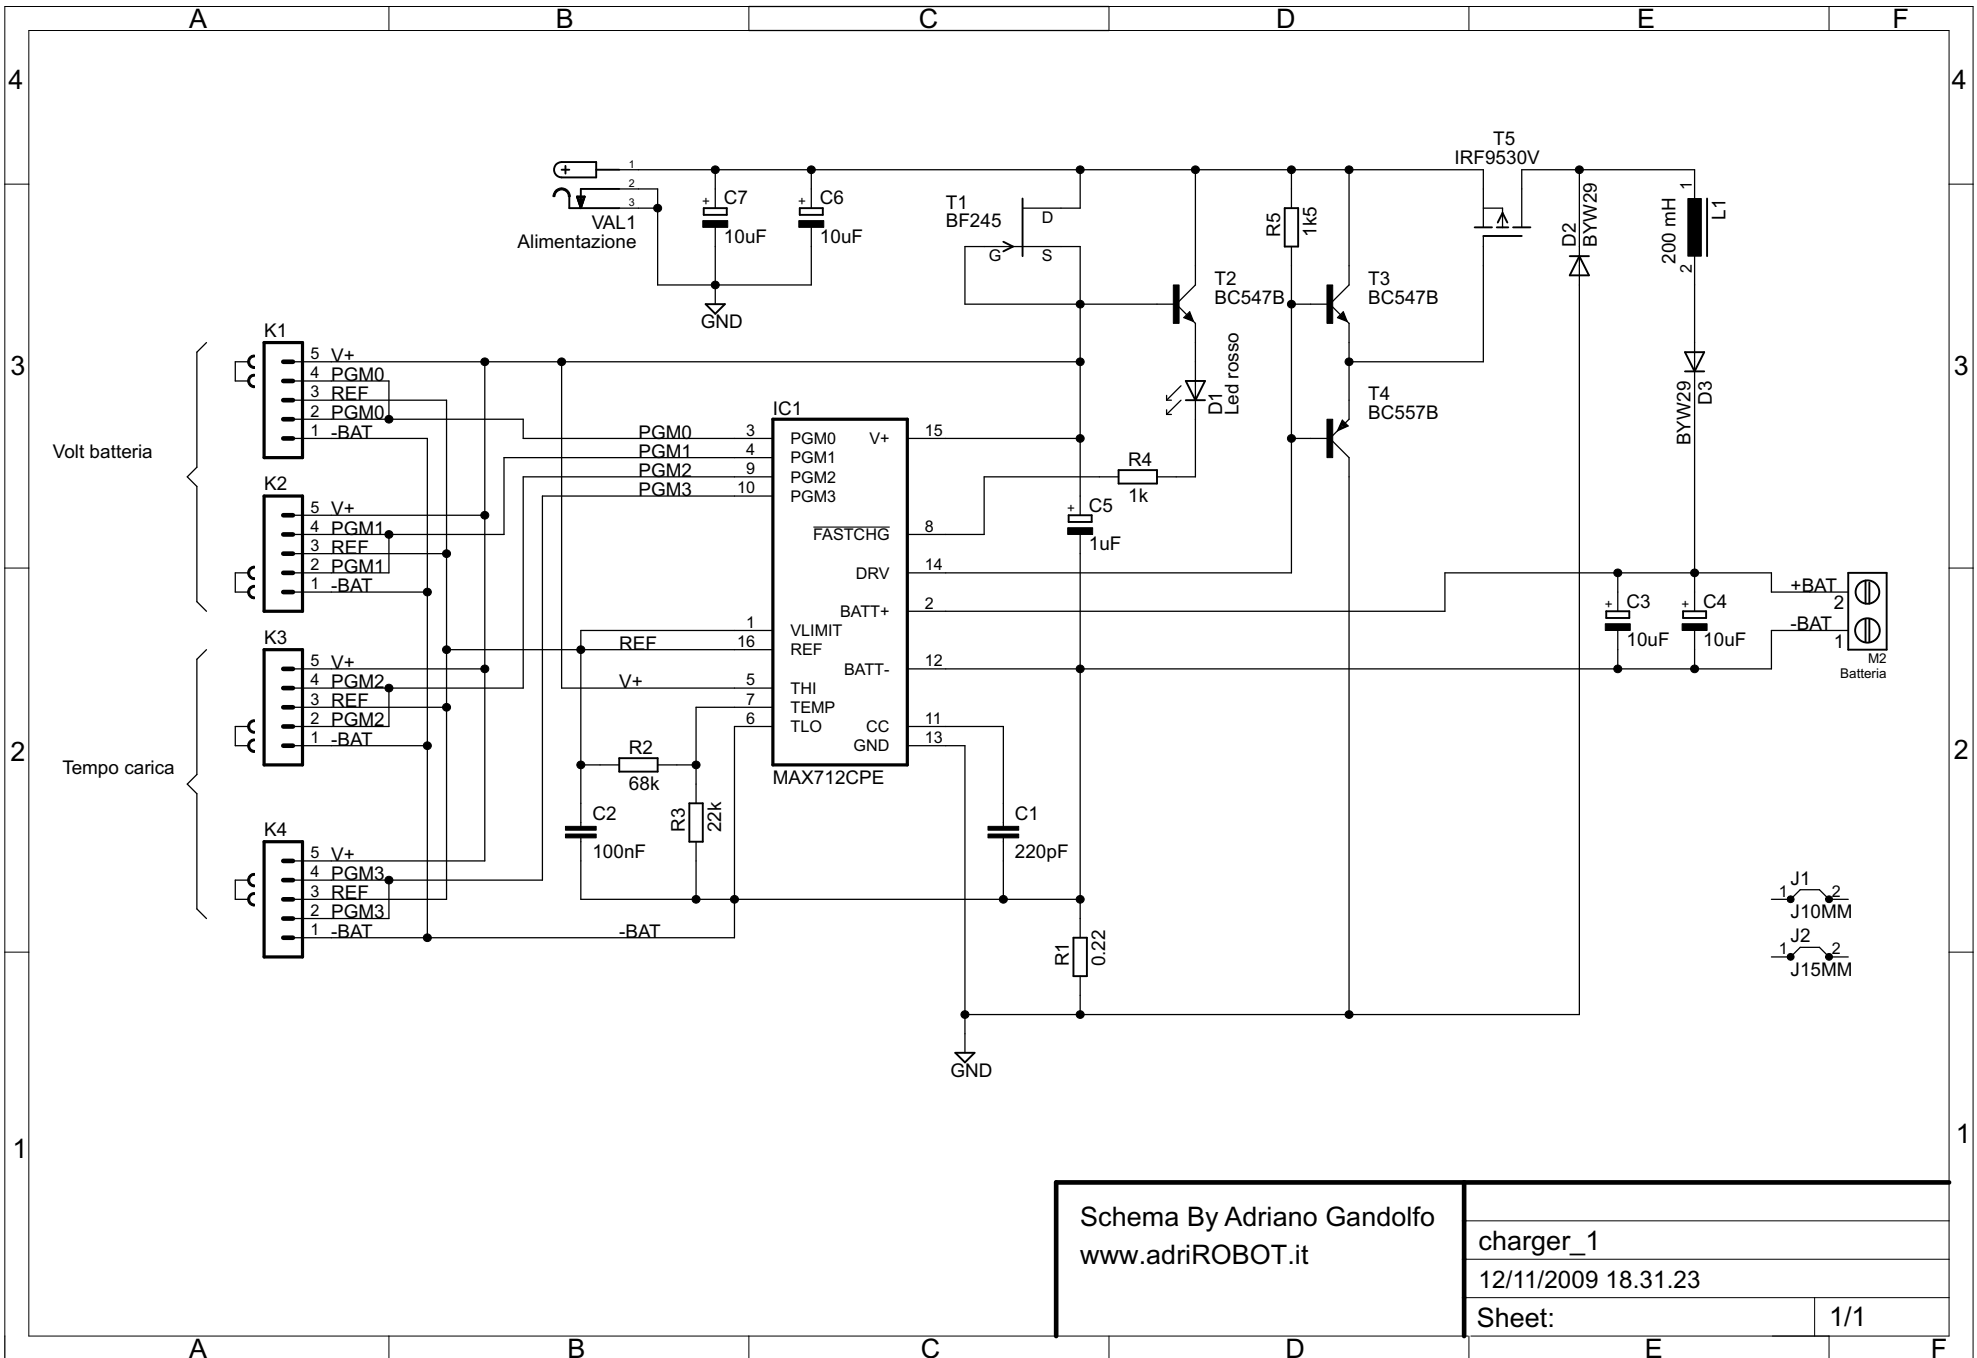 A B C D E F
4 4
T5
IRF9530V
1
2
3
VAL1
Alimentazione
+ C7
10uF
+ C6
10uF
GND
T1
BF245
D
G S
T2
BC547B
R5
1k5
T3
BC547B
D2
BYW29
200 mH
1
2
L1
3 3
K1
5 V+
4 PGM0
3 REF
2 PGM0
1 -BAT
Volt batteria
K2
5 V+
4 PGM1
3 REF
2 PGM1
1 -BAT
K3
5 V+
4 PGM2
3 REF
2 PGM2
1 -BAT
Tempo carica
K4
5 V+
4 PGM3
3 REF
2 PGM3
1 -BAT
IC1
PGM0 3 PGM0
PGM1 4 PGM1
PGM2 9 PGM2
PGM3 10 PGM3
1 VLIMIT
REF 16 REF
V+ 5 THI
7 TEMP
6 TLO
V+ 15
FASTCHG 8
DRV 14
BATT+ 2
BATT- 12
CC 11
GND 13
MAX712CPE
D1
Led rosso
R4
1k
+ C5
1uF
T4
BC557B
BYW29
D3
+ C3
10uF
+ C4
10uF
+BAT
2
-BAT
1
M2
Batteria
2 2
R2
68k
R3
22k
C2
100nF
C1
220pF
-BAT
R1
0.22
GND
J1
1 2
J10MM
J2
1 2
J15MM
1 1
Schema By Adriano Gandolfo
www.adriROBOT.it
charger_1
12/11/2009 18.31.23
Sheet: 1/1
A B C D E F